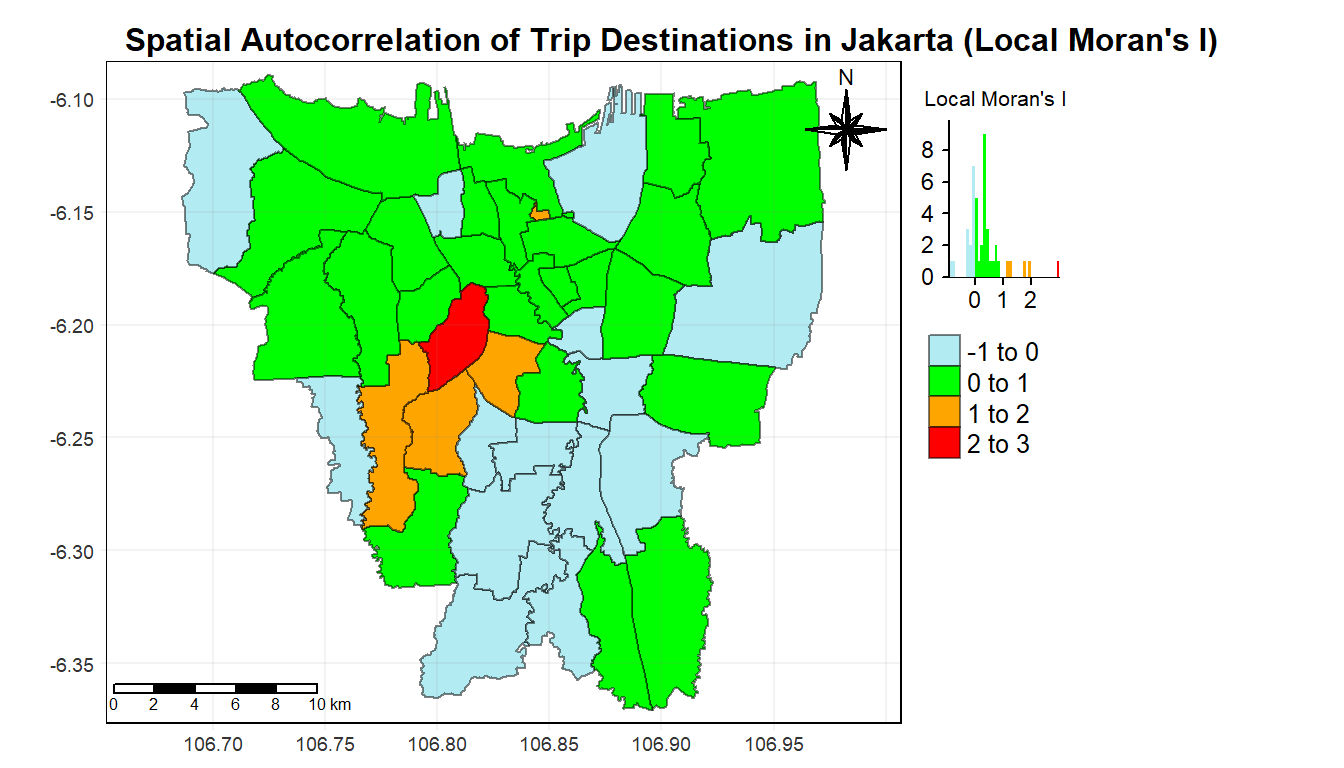 Spatial Autocorrelation of Trip Destinations in Jakarta (Local Moran's I)
N
-6.10
-6.15
-6.20
-6.25
-6.30
-6.35
0 2 4 6 8 10 km
106.70 106.75 106.80 106.85 106.90 106.95
Local Moran's I
8
6
4
2
0
0 1 2
-1 to 0
0 to 1
1 to 2
2 to 3